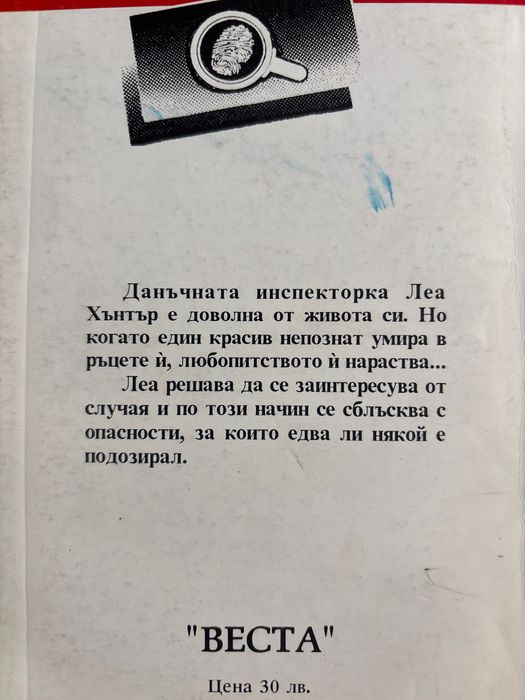 Данъчната инспекторка Леа
Хънтър е доволна от живота си. Но
когато един красив непознат умира в
ръцете ѝ, любопитството ѝ нараства...
Леа решава да се заинтересува от
случая и по този начин се сблъсква с
опасности, за които едва ли някой е
подозирал.
"ВЕСТА"
Цена 30 лв.